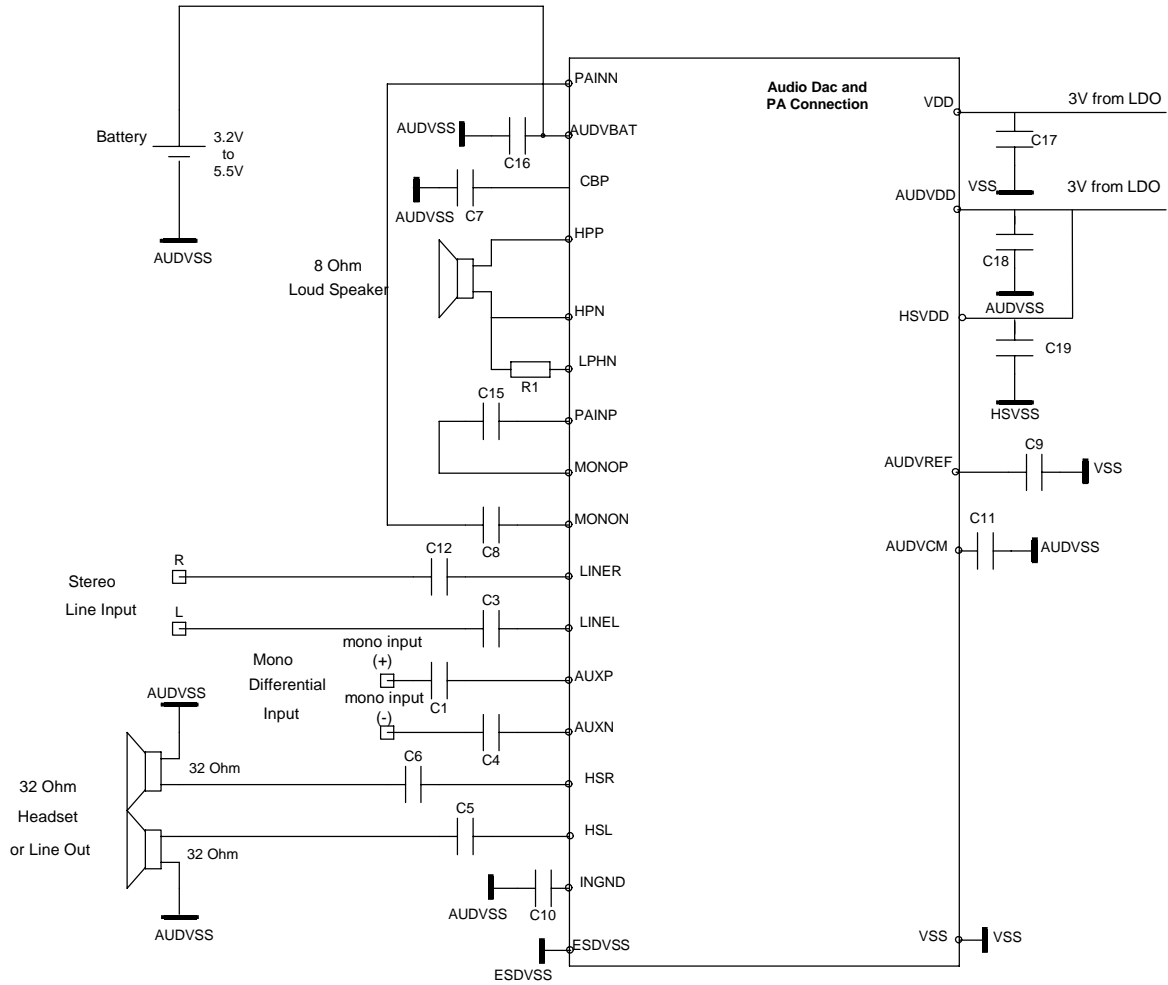 PAINN
Audio Dac and
PA Connection
VDD
3V from LDO
Battery
3.2V
to
5.5V
AUDVSS
C16
AUDVBAT
C17
CBP
C7
AUDVSS
VSS
AUDVDD
3V from LDO
AUDVSS
HPP
8 Ohm
Loud Speaker
C18
AUDVSS
HPN
HSVDD
C19
LPHN
R1
HSVSS
C15
PAINP
MONOP
AUDVREF
C9
VSS
MONON
C8
C11
AUDVCM
AUDVSS
R
C12
LINER
Stereo
Line Input
L
C3
LINEL
mono input
(+)
Mono
Differential
Input
C1
AUXP
mono input
(-)
C4
AUXN
AUDVSS
32 Ohm
C6
HSR
32 Ohm
Headset
or Line Out
C5
HSL
32 Ohm
AUDVSS
AUDVSS
C10
INGND
ESDVSS
ESDVSS
VSS
VSS